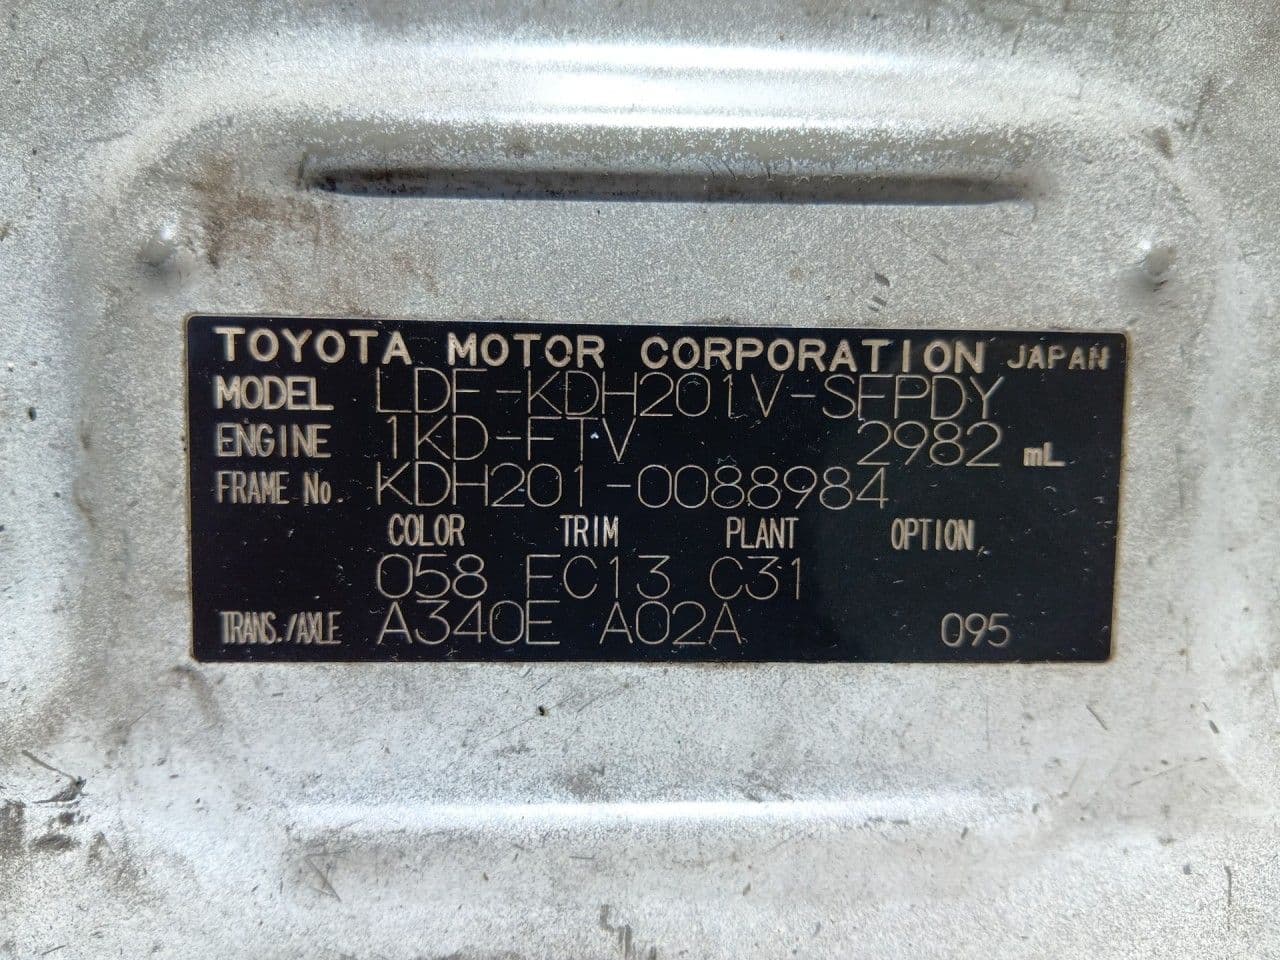 TOYOTA MOTOR CORPORATION JAPAN
MODEL LDF-KDH201V-SFPDY
ENGINE 1KD-FTV 2982 mL
FRAME No. KDH201-0088984
COLOR TRIM PLANT OPTION
058 FC13 C31
TRANS./AXLE A340E A02A 095